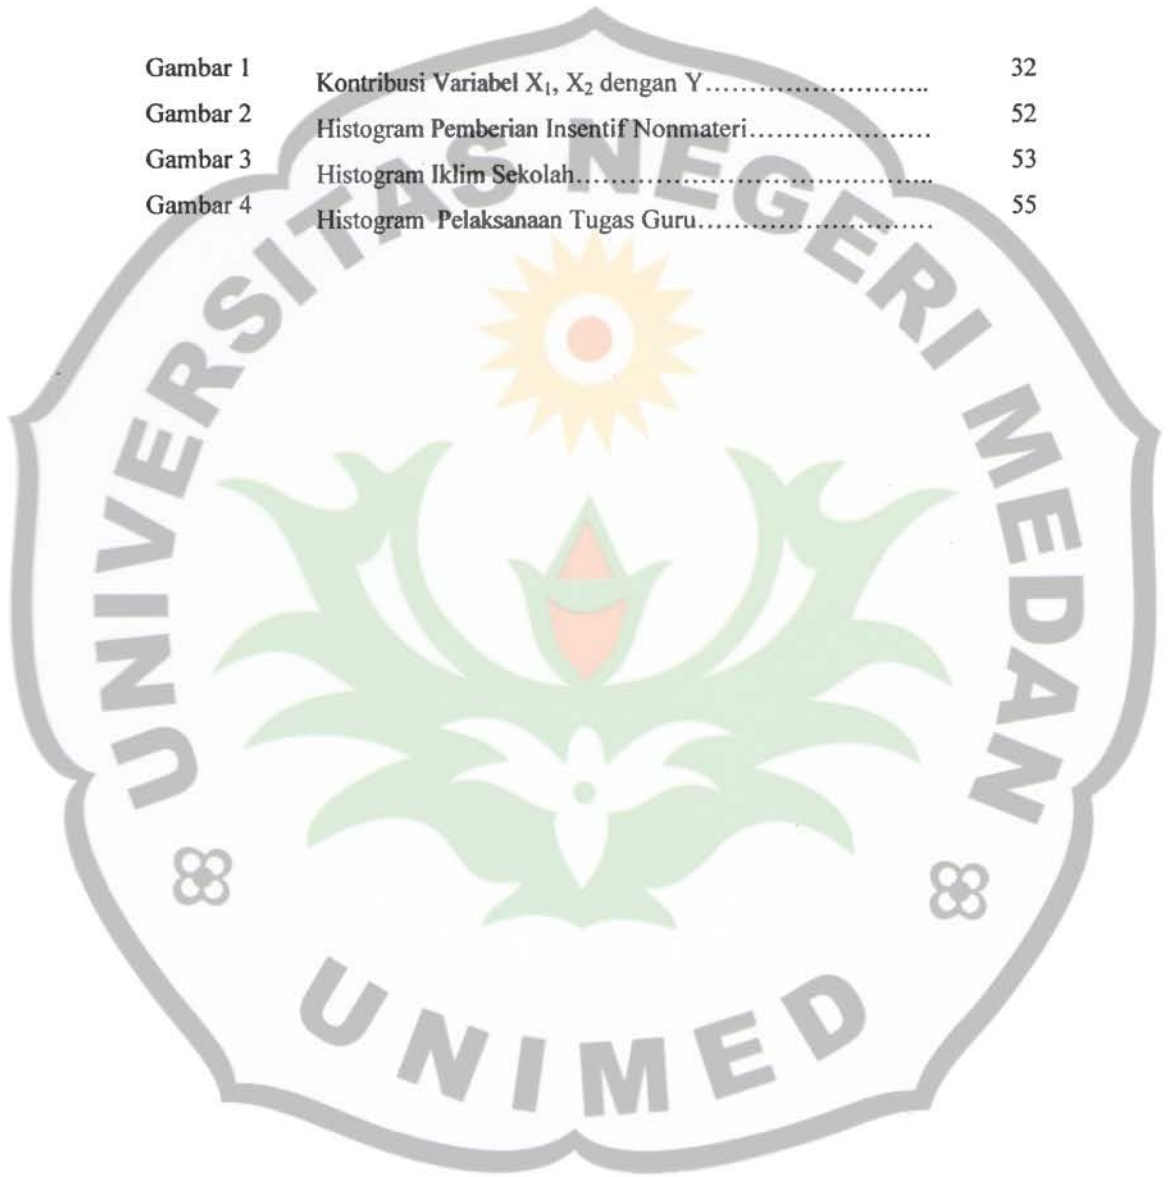 Gambar 1 Kontribusi Variabel X₁, X₂ dengan Y............................ 32
Gambar 2 Histogram Pemberian Insentif Nonmateri...................... 52
Gambar 3 Histogram Iklim Sekolah............................................ 53
Gambar 4 Histogram Pelaksanaan Tugas Guru............................ 55
UNIVERSITAS NEGERI MEDAN
UNIMED